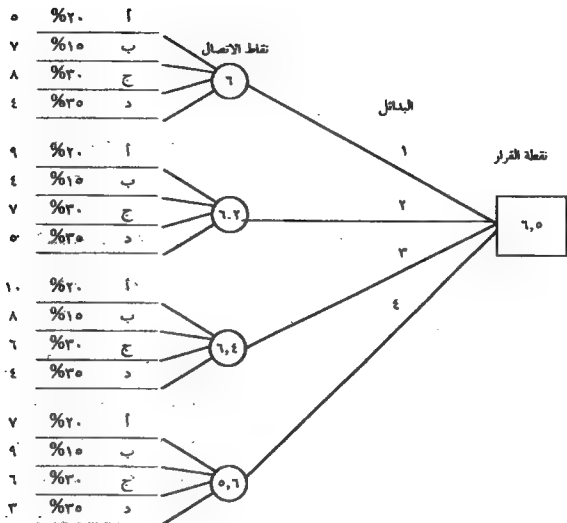 أ %٢٠ ٥
ب %١٥ ٧
ج %٣٠ ٨
د %٣٥ ٤
نقاط الاتصال
٦
البدائل
١
نقطة القرار
أ %٢٠ ٩
ب %١٥ ٤
ج %٣٠ ٧
د %٣٥ ٥
٦.٢
٢
٦,٥
٣
٤
أ %٢٠ ١٠
ب %١٥ ٨
ج %٣٠ ٦
د %٣٥ ٤
٦,٤
أ %٢٠ ٧
ب %١٥ ٩
ج %٣٠ ٦
د %٣٥ ٣
٥,٦